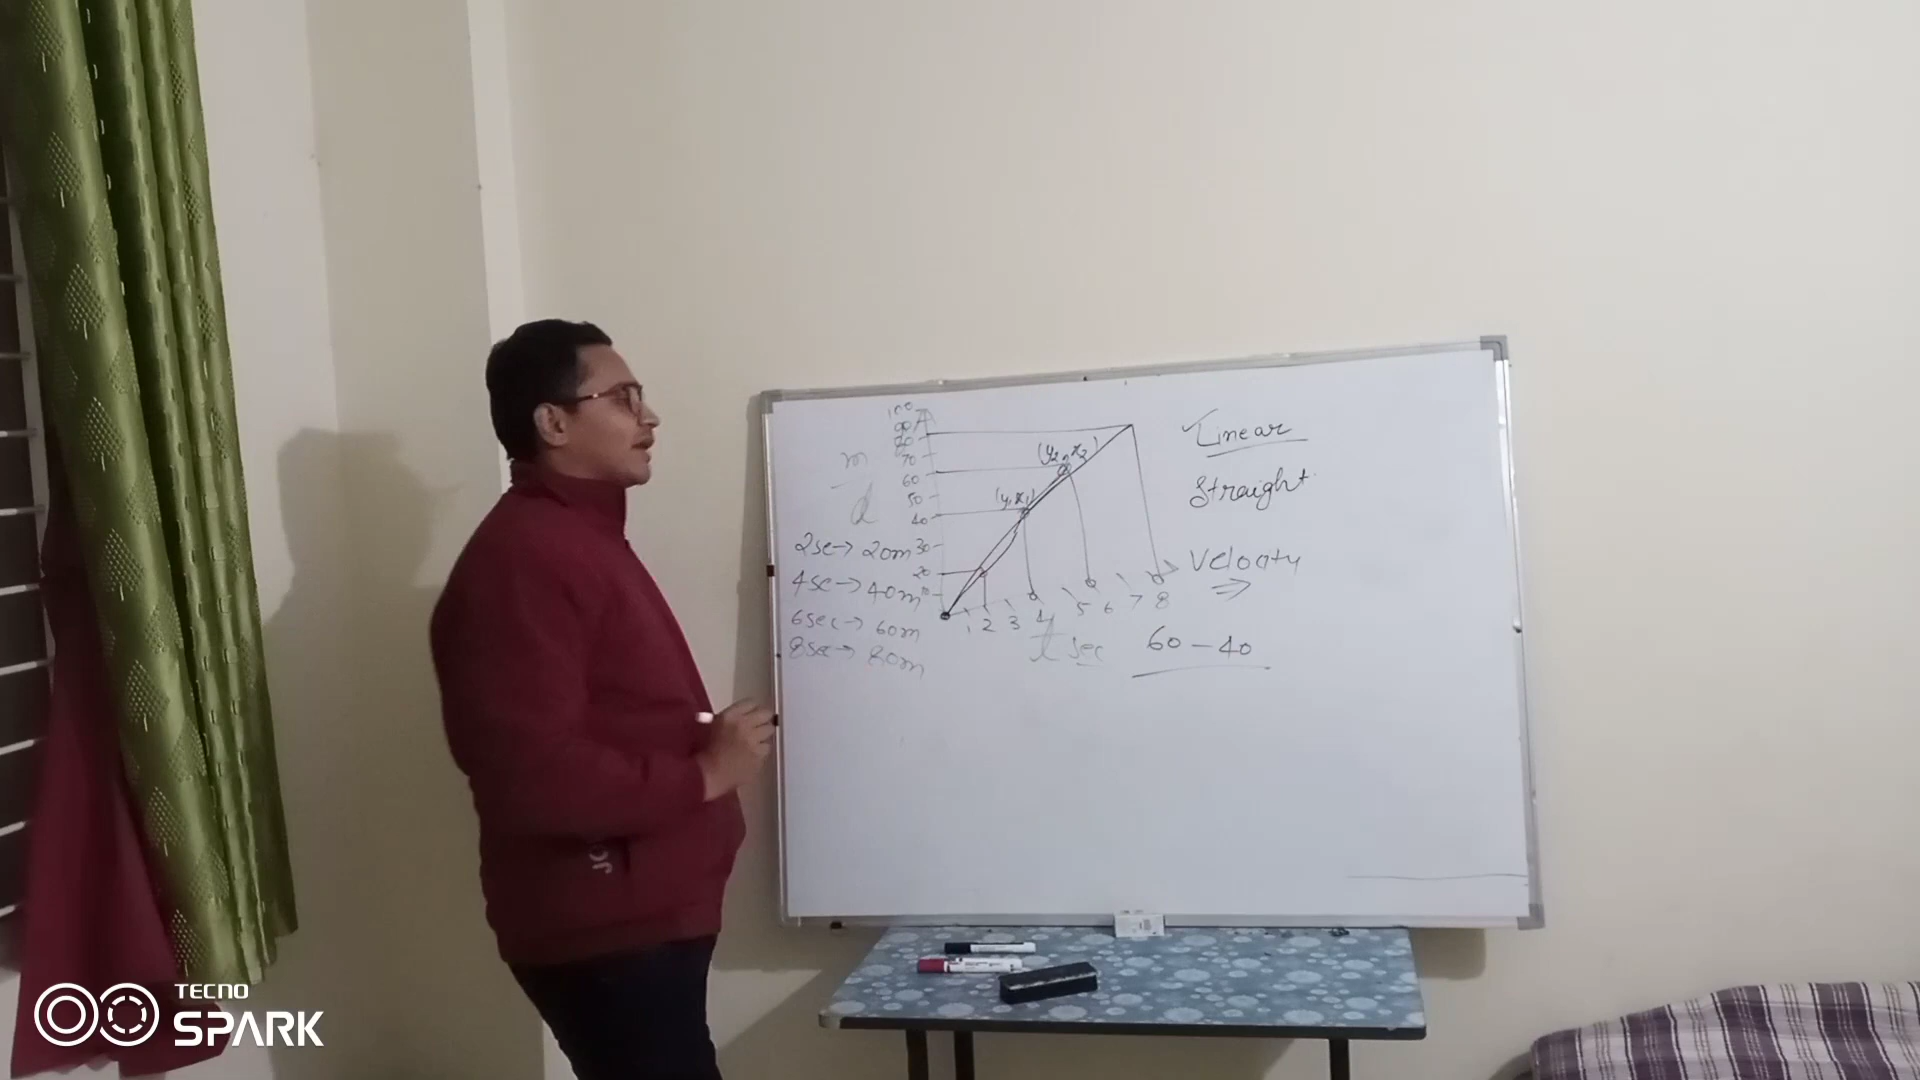 100
90
80
70
60
50
40
30
20
10
m
d
(y₂, x₂)
(y₁ x₁)
2sec→ 20m
4sec→ 40m
6sec→ 60m
8sec→ 80m
1 2 3 4 5 6 7 8
t sec
Linear
Straight
Velocity
⇒
60 – 40
JO
TECNO
SPARK